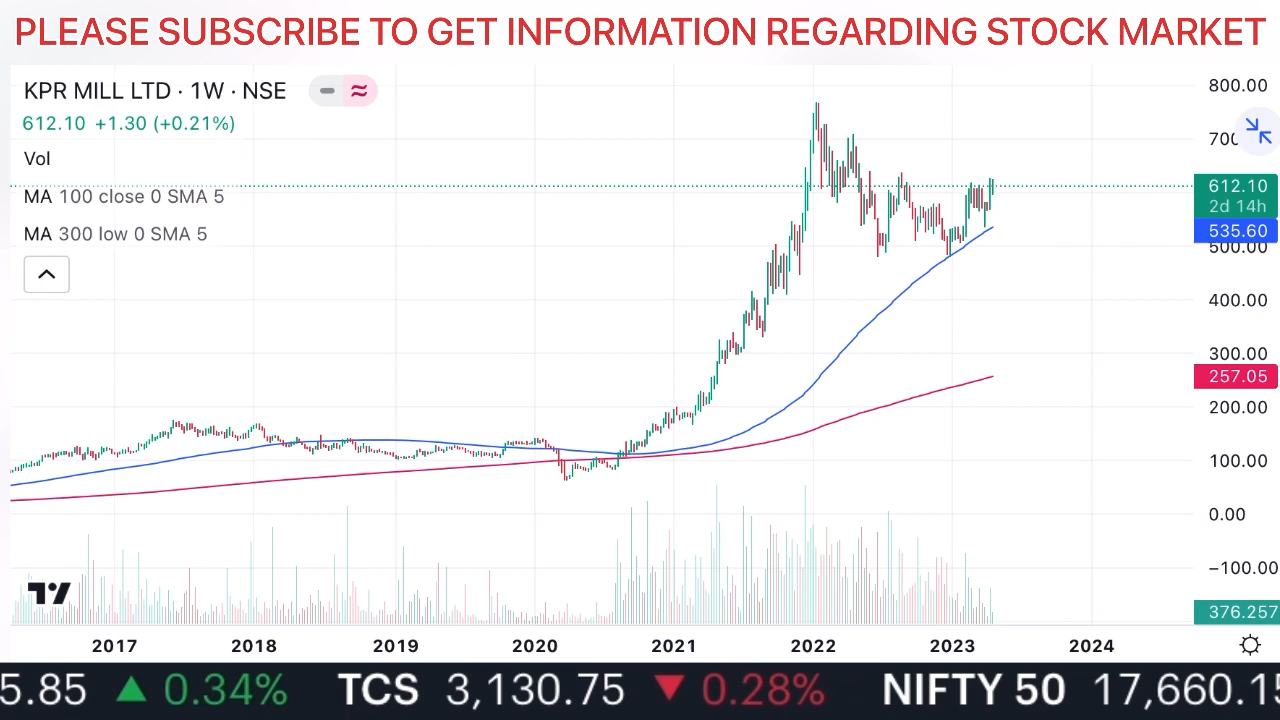 PLEASE SUBSCRIBE TO GET INFORMATION REGARDING STOCK MARKET
KPR MILL LTD · 1W · NSE
612.10 +1.30 (+0.21%)
Vol
MA 100 close 0 SMA 5
MA 300 low 0 SMA 5
800.00
612.10
2d 14h
535.60
500.00
400.00
300.00
257.05
200.00
100.00
0.00
−100.00
376.257
2017 2018 2019 2020 2021 2022 2023 2024
5.85 ▲ 0.34% TCS 3,130.75 ▼ 0.28% NIFTY 50 17,660.15